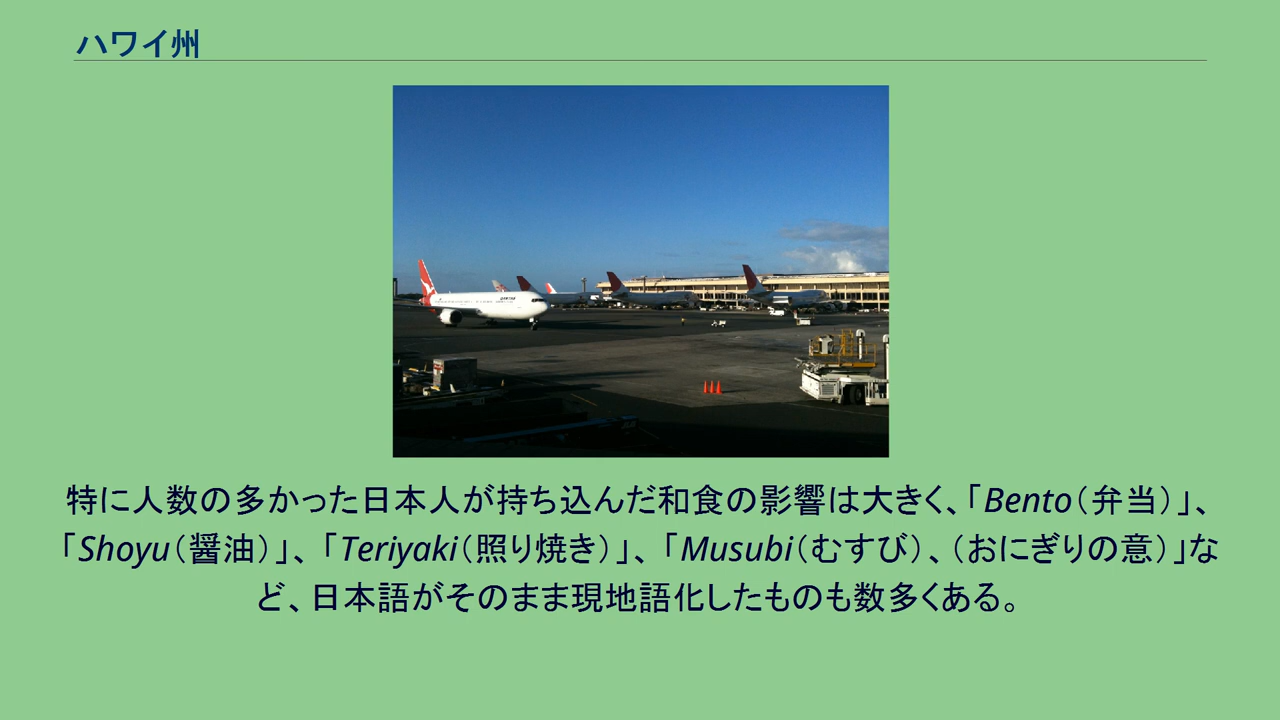 ハワイ州
QANTAS
特に人数の多かった日本人が持ち込んだ和食の影響は大きく、「Bento（弁当）」、
「Shoyu（醤油）」、「Teriyaki（照り焼き）」、「Musubi（むすび）、（おにぎりの意）」な
ど、日本語がそのまま現地語化したものも数多くある。